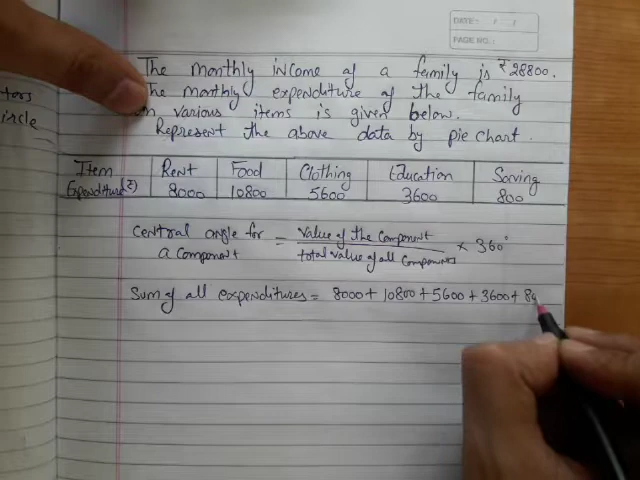 DATE: / /
PAGE NO.:
The monthly income of a family is ₹28800.
The monthly expenditure of the family
on various items is given below.
Represent the above data by pie chart.
Item Rent Food Clothing Education Saving
Expenditure(₹) 8000 10800 5600 3600 800
Central angle for a component = Value of the Component / total value of all Components × 360°
Sum of all expenditures = 8000 + 10800 + 5600 + 3600 + 80
circle